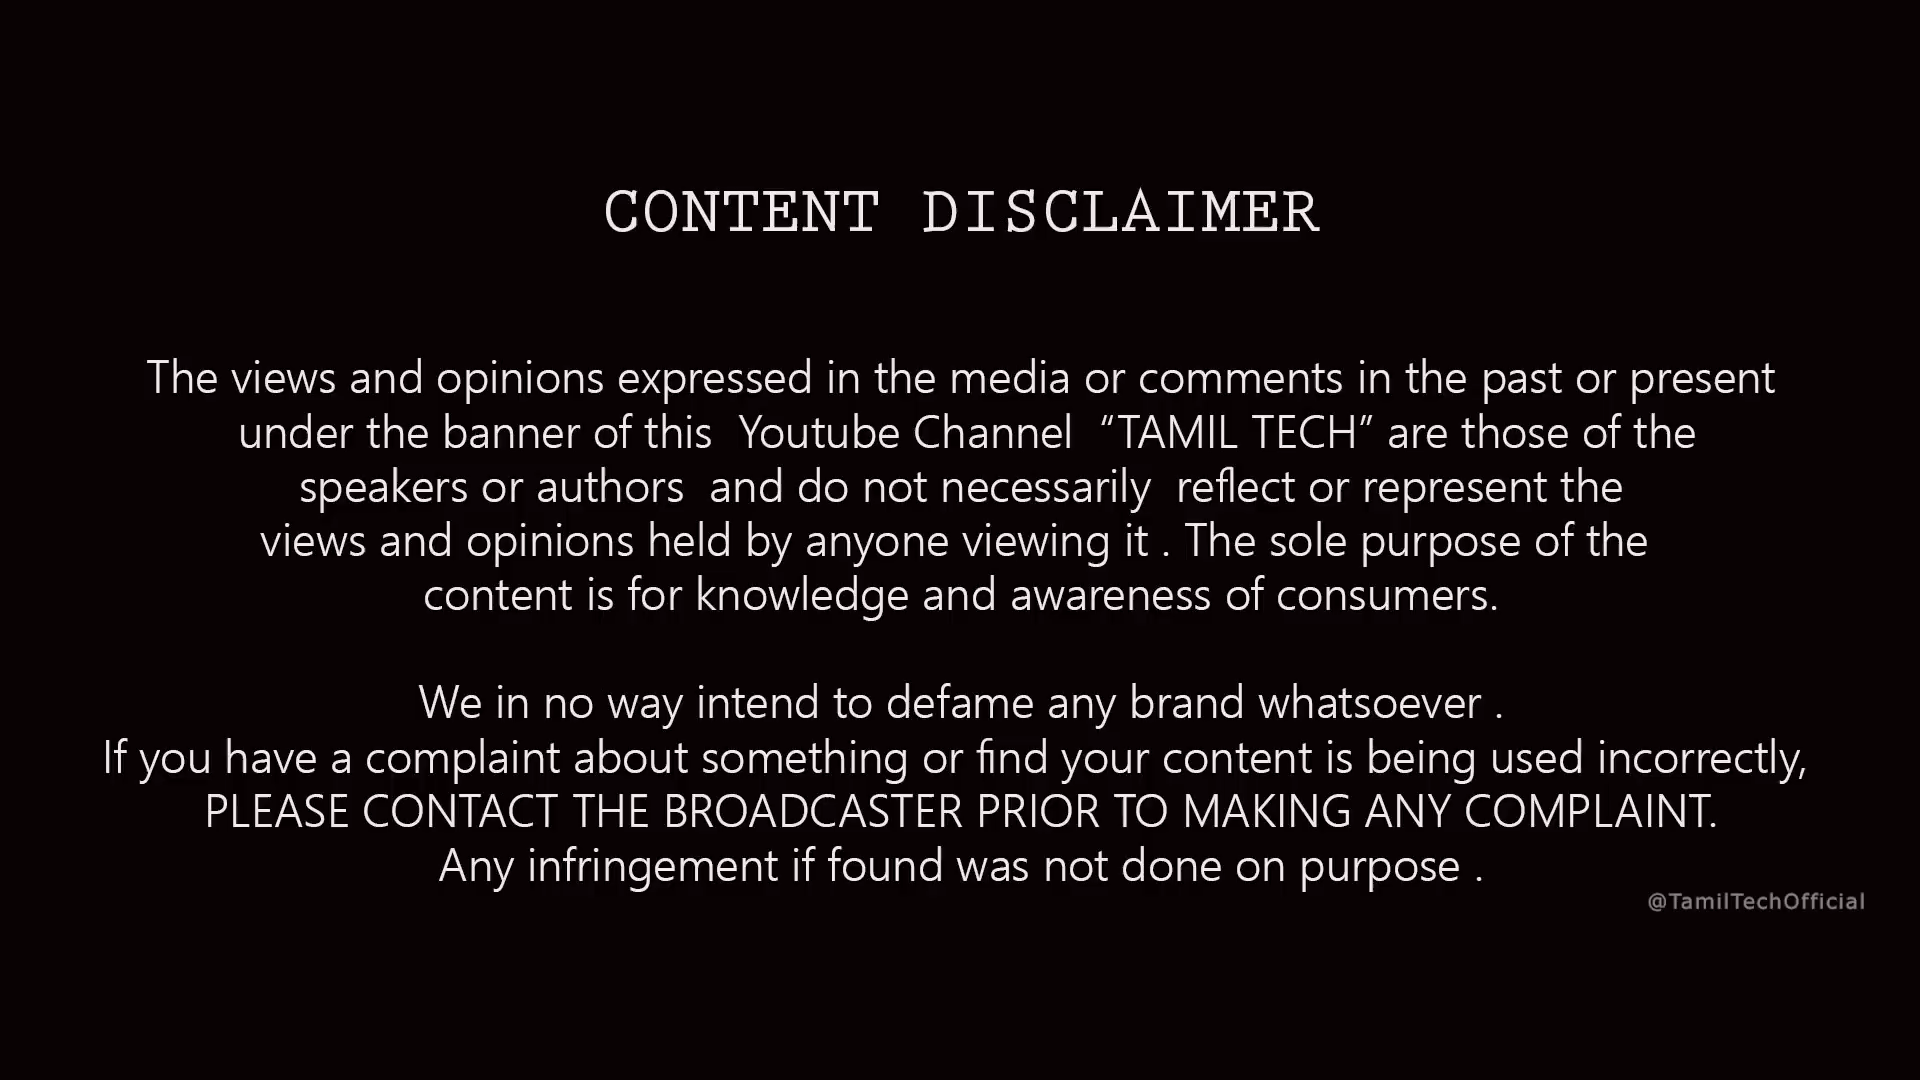 CONTENT DISCLAIMER
The views and opinions expressed in the media or comments in the past or present
under the banner of this  Youtube Channel  “TAMIL TECH” are those of the
speakers or authors  and do not necessarily  reflect or represent the
views and opinions held by anyone viewing it . The sole purpose of the
content is for knowledge and awareness of consumers.
We in no way intend to defame any brand whatsoever .
If you have a complaint about something or find your content is being used incorrectly,
PLEASE CONTACT THE BROADCASTER PRIOR TO MAKING ANY COMPLAINT.
Any infringement if found was not done on purpose .
@TamilTechOfficial